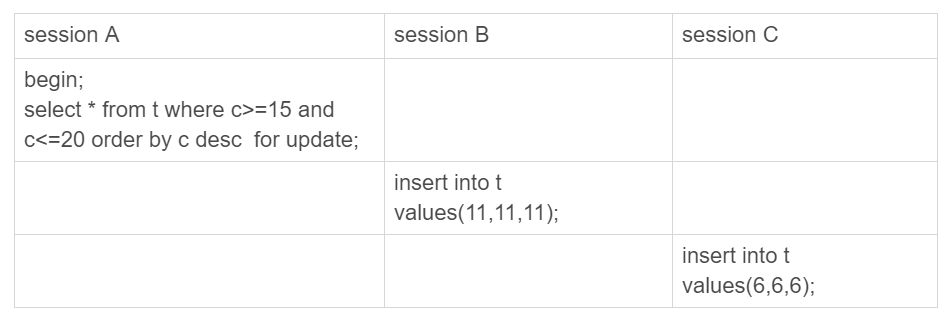 session A
session B
session C
begin;
select * from t where c>=15 and
c<=20 order by c desc  for update;
insert into t
values(11,11,11);
insert into t
values(6,6,6);